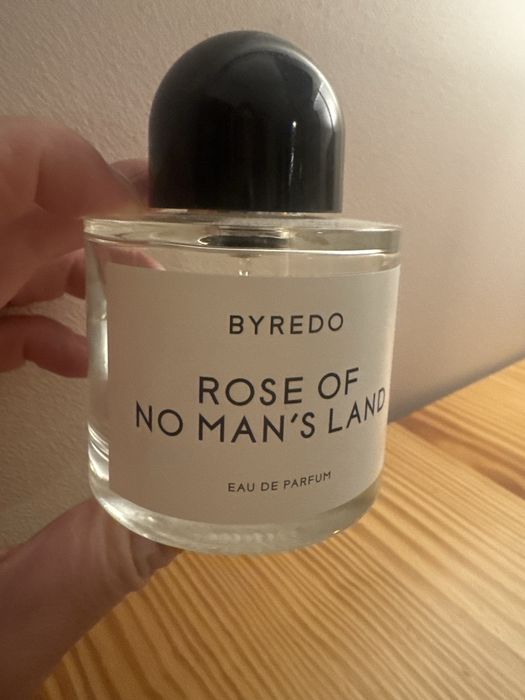 BYREDO
ROSE OF
NO MAN'S LAND
EAU DE PARFUM